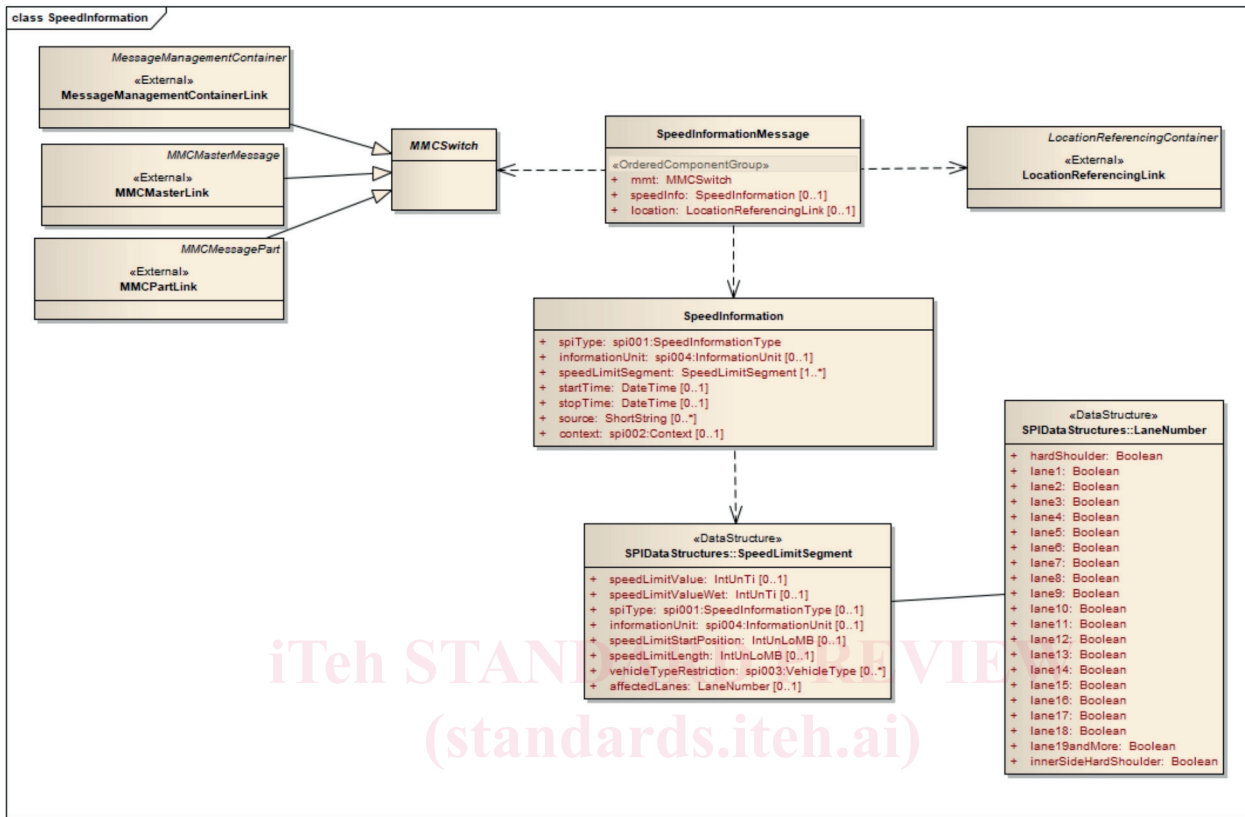 class SpeedInformation
MessageManagementContainer
«External»
MessageManagementContainerLink
MMCMasterMessage
«External»
MMCMasterLink
MMCMessagePart
«External»
MMCPartLink
MMCSwitch
SpeedInformationMessage
«OrderedComponentGroup»
+ mmt: MMCSwitch
+ speedInfo: SpeedInformation [0..1]
+ location: LocationReferencingLink [0..1]
LocationReferencingContainer
«External»
LocationReferencingLink
SpeedInformation
+ spiType: spi001:SpeedInformationType
+ informationUnit: spi004:InformationUnit [0..1]
+ speedLimitSegment: SpeedLimitSegment [1..*]
+ startTime: DateTime [0..1]
+ stopTime: DateTime [0..1]
+ source: ShortString [0..*]
+ context: spi002:Context [0..1]
«DataStructure»
SPIDataStructures::SpeedLimitSegment
+ speedLimitValue: IntUnTi [0..1]
+ speedLimitValueWet: IntUnTi [0..1]
+ spiType: spi001:SpeedInformationType [0..1]
+ informationUnit: spi004:InformationUnit [0..1]
+ speedLimitStartPosition: IntUnLoMB [0..1]
+ speedLimitLength: IntUnLoMB [0..1]
+ vehicleTypeRestriction: spi003:VehicleType [0..*]
+ affectedLanes: LaneNumber [0..1]
«DataStructure»
SPIDataStructures::LaneNumber
+ hardShoulder: Boolean
+ lane1: Boolean
+ lane2: Boolean
+ lane3: Boolean
+ lane4: Boolean
+ lane5: Boolean
+ lane6: Boolean
+ lane7: Boolean
+ lane8: Boolean
+ lane9: Boolean
+ lane10: Boolean
+ lane11: Boolean
+ lane12: Boolean
+ lane13: Boolean
+ lane14: Boolean
+ lane15: Boolean
+ lane16: Boolean
+ lane17: Boolean
+ lane18: Boolean
+ lane19andMore: Boolean
+ innerSideHardShoulder: Boolean
iTeh STANDARD PREVIEW
(standards.iteh.ai)